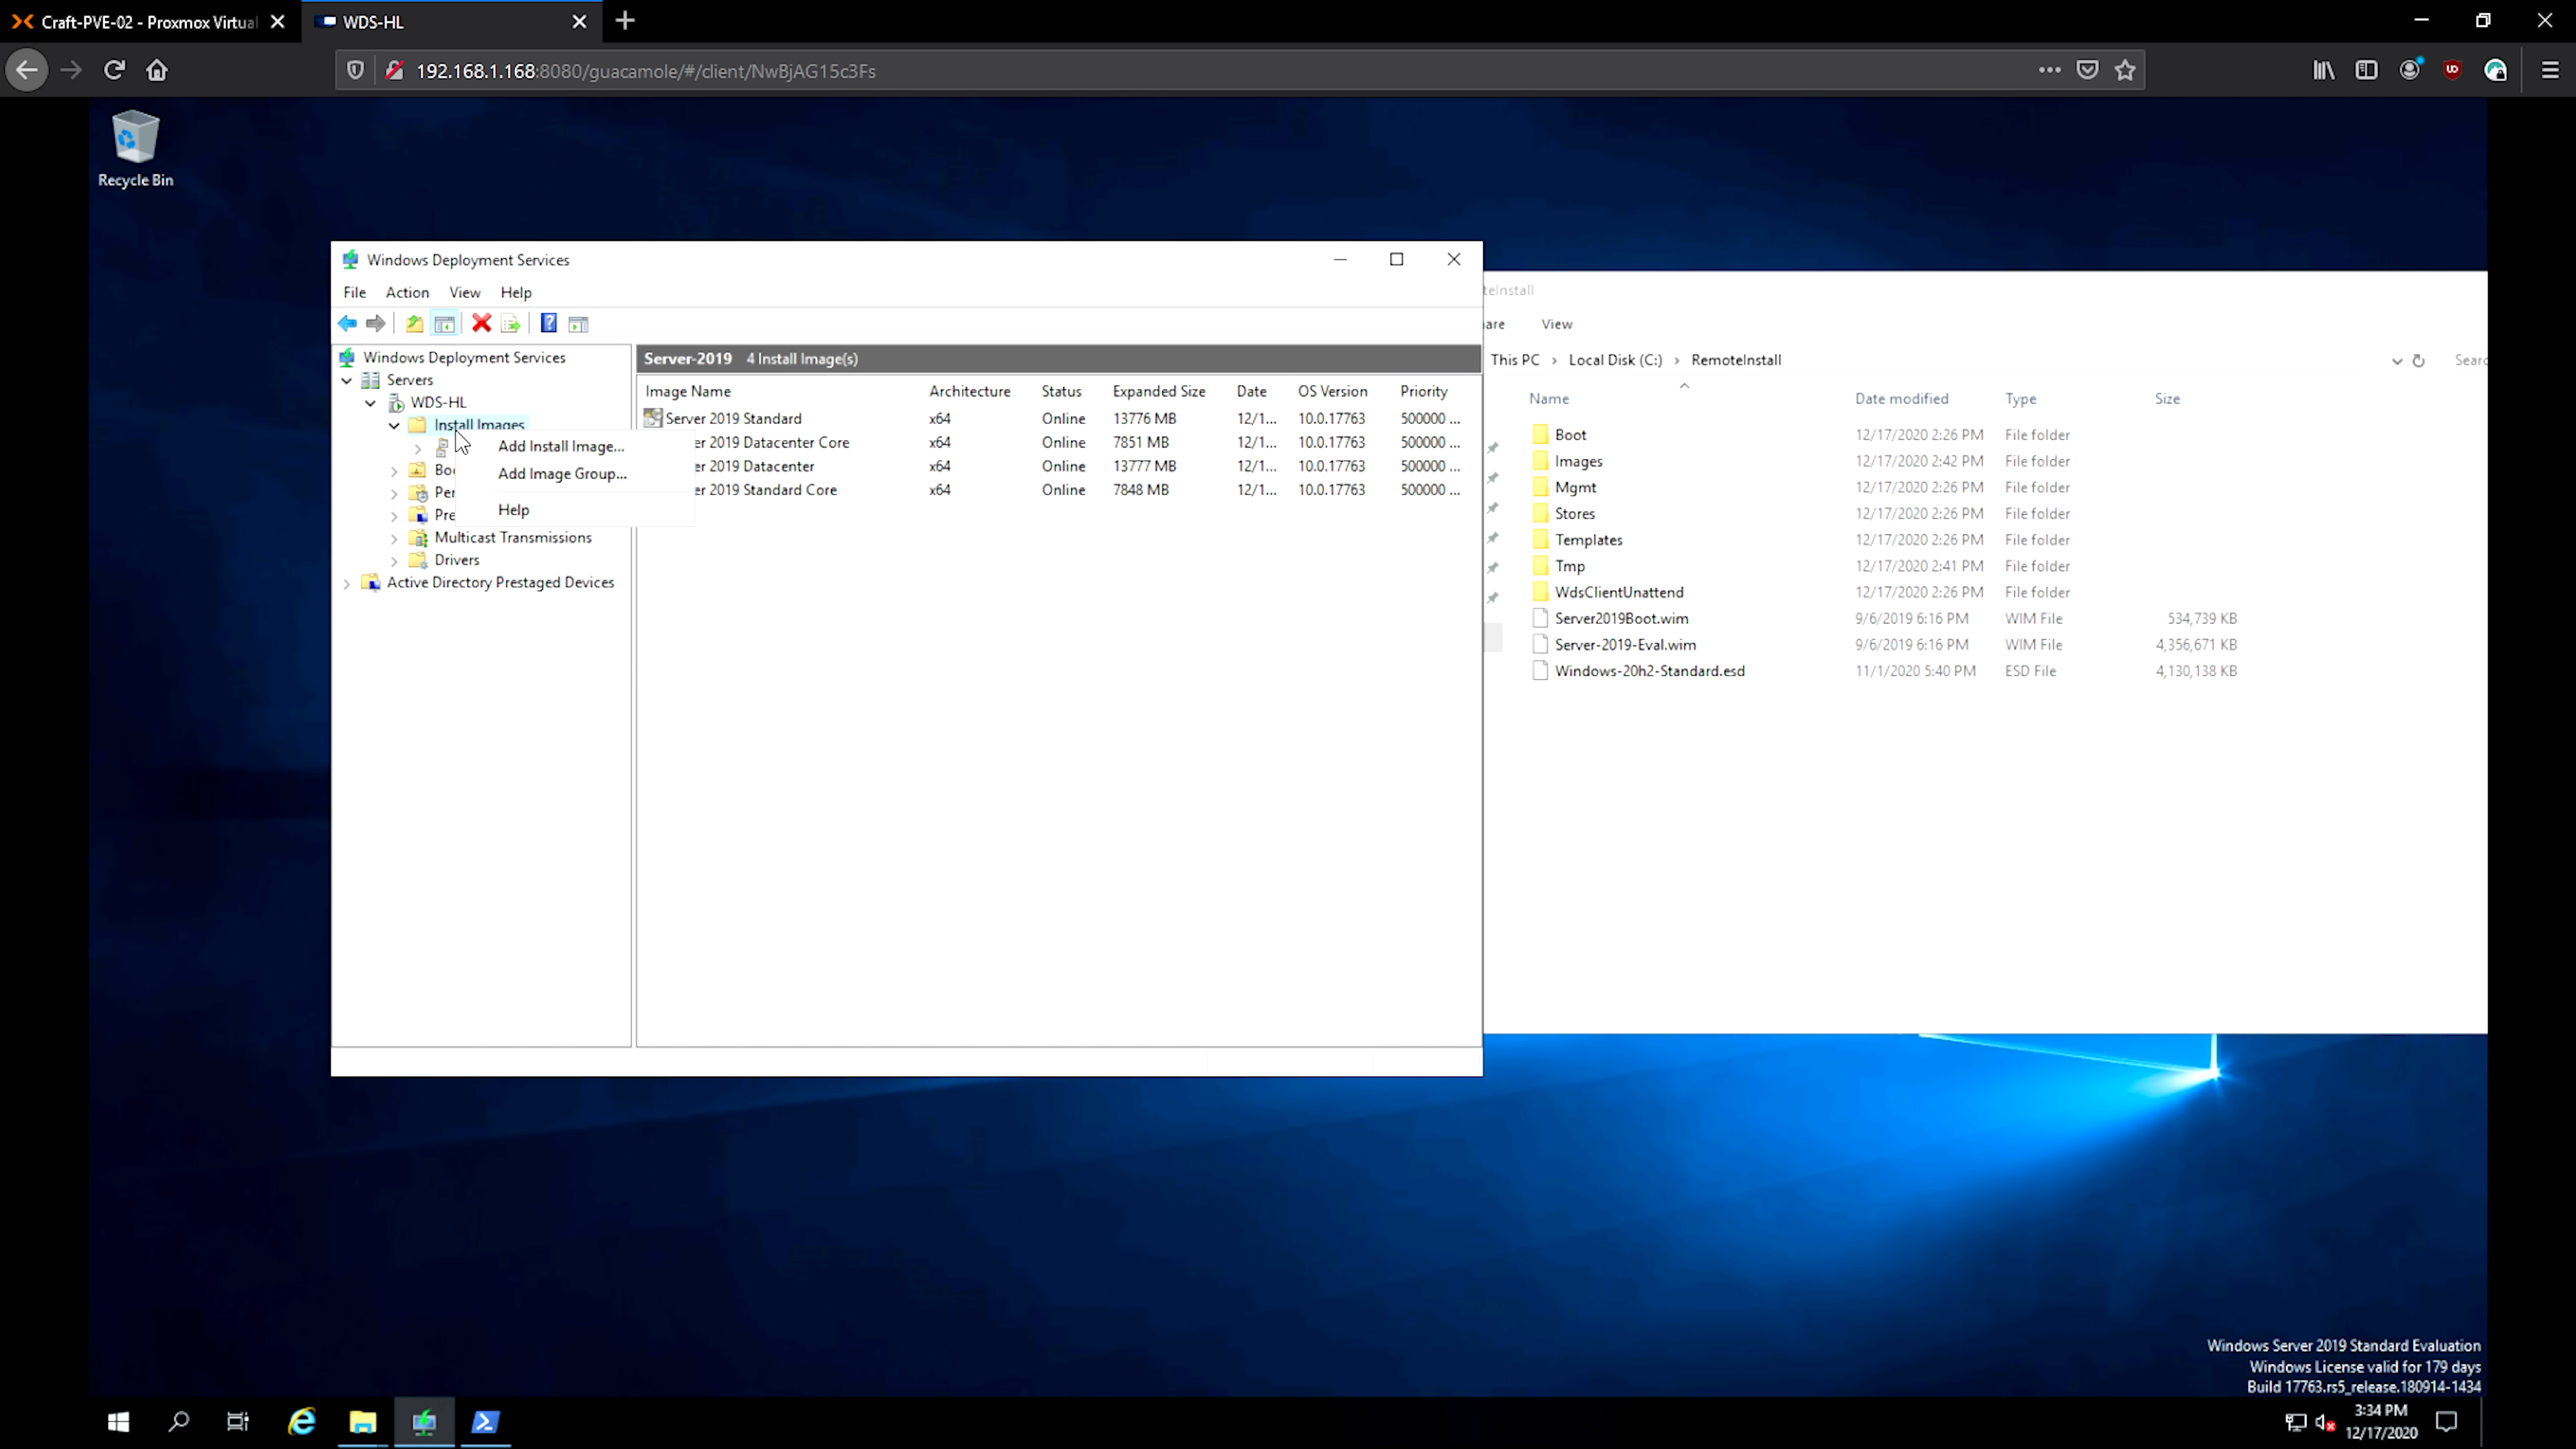 Craft-PVE-02 - Proxmox Virtual
WDS-HL
192.168.1.168:8080/guacamole/#/client/NwBjAG15c3Fs
Recycle Bin
Windows Deployment Services
File Action View Help
Windows Deployment Services
Servers
WDS-HL
Install Images
Boo
Per
Pre
Multicast Transmissions
Drivers
Active Directory Prestaged Devices
Add Install Image...
Add Image Group...
Help
Server-2019 4 Install Image(s)
Image Name Architecture Status Expanded Size Date OS Version Priority
Server 2019 Standard x64 Online 13776 MB 12/1... 10.0.17763 500000 ...
er 2019 Datacenter Core x64 Online 7851 MB 12/1... 10.0.17763 500000 ...
er 2019 Datacenter x64 Online 13777 MB 12/1... 10.0.17763 500000 ...
er 2019 Standard Core x64 Online 7848 MB 12/1... 10.0.17763 500000 ...
teInstall
are View
This PC > Local Disk (C:) > RemoteInstall Searc
Name Date modified Type Size
Boot 12/17/2020 2:26 PM File folder
Images 12/17/2020 2:42 PM File folder
Mgmt 12/17/2020 2:26 PM File folder
Stores 12/17/2020 2:26 PM File folder
Templates 12/17/2020 2:26 PM File folder
Tmp 12/17/2020 2:41 PM File folder
WdsClientUnattend 12/17/2020 2:26 PM File folder
Server2019Boot.wim 9/6/2019 6:16 PM WIM File 534,739 KB
Server-2019-Eval.wim 9/6/2019 6:16 PM WIM File 4,356,671 KB
Windows-20h2-Standard.esd 11/1/2020 5:40 PM ESD File 4,130,138 KB
Windows Server 2019 Standard Evaluation
Windows License valid for 179 days
Build 17763.rs5_release.180914-1434
3:34 PM
12/17/2020